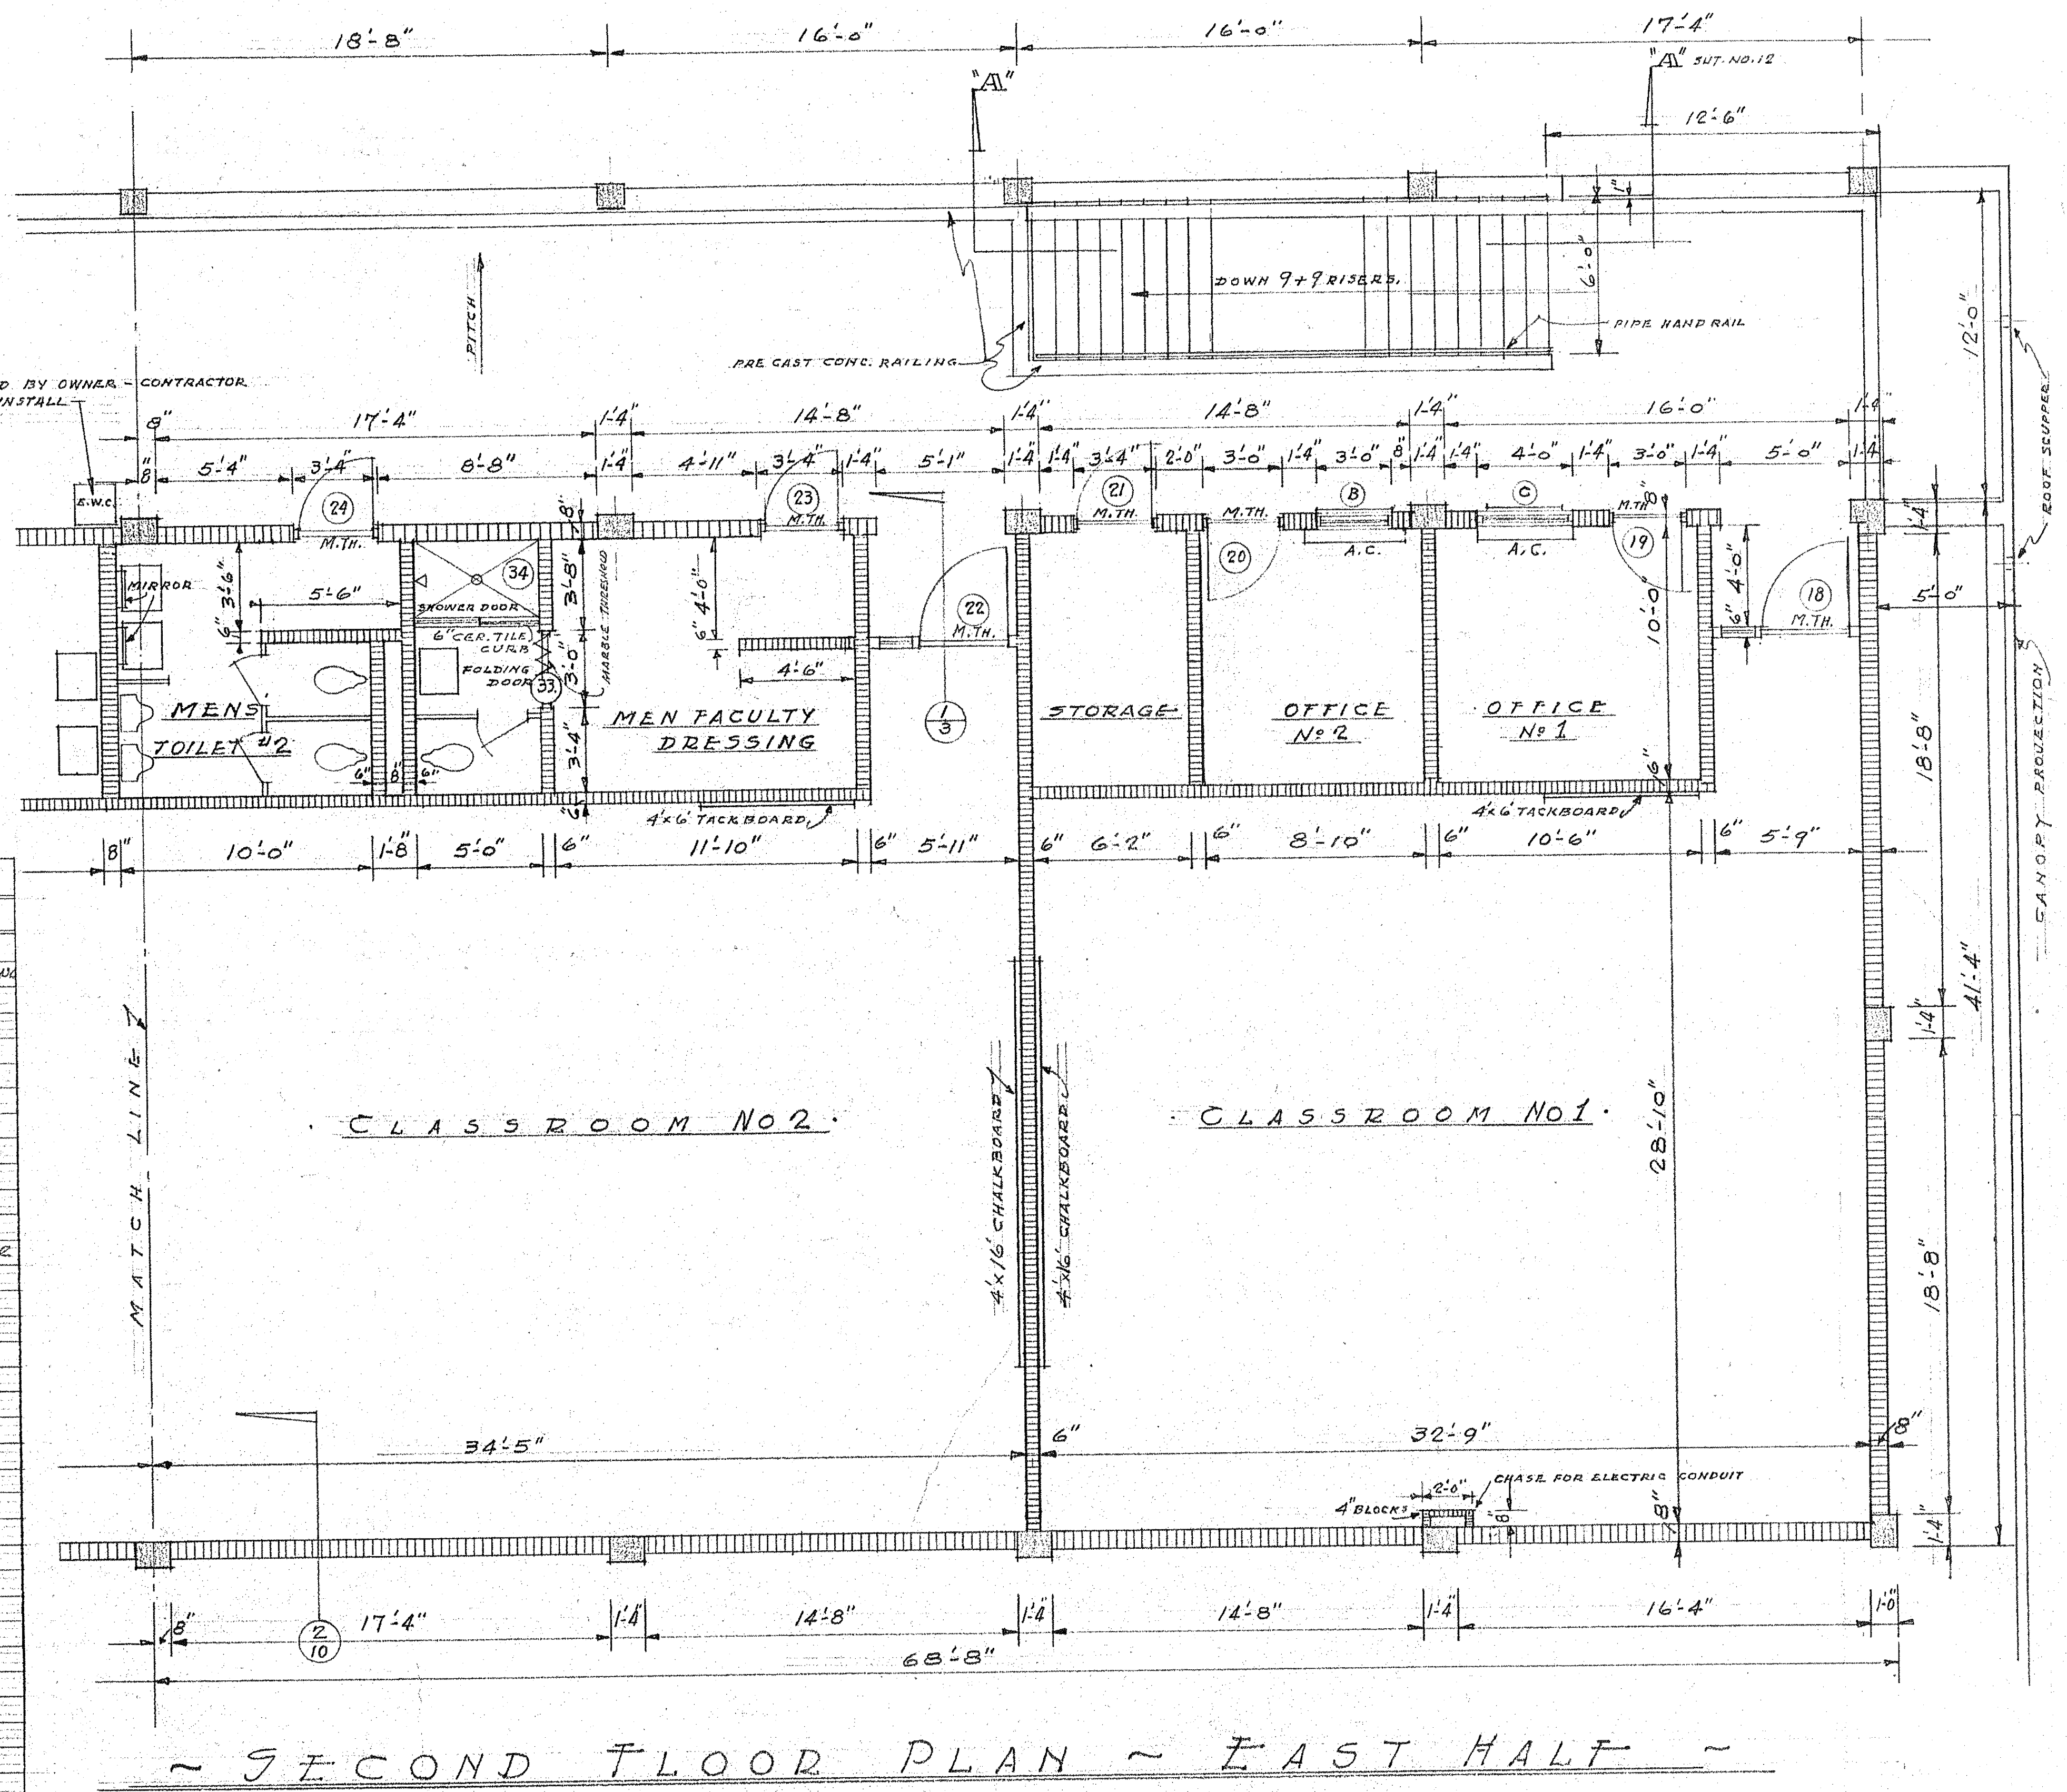 18'-8" 16'-0" 16'-0" 17'-4"
"A" "A" SHT. NO. 12
12'-6"
1"
DOWN 9+9 RISERS.
6'-0"
PITCH
PIPE HAND RAIL
PRE CAST CONC. RAILING
12'-0"
ROOF SCUPPER
D BY OWNER - CONTRACTOR
INSTALL
8" 17'-4" 1'-4" 14'-8" 1'-4" 14'-8" 1'-4" 16'-0" 1'-4"
8" 5'-4" 3'-4" 8'-8" 1'-4" 4'-11" 3'-4" 1'-4" 5'-1" 1'-4" 1'-4" 3'-4" 2'-0" 3'-0" 1'-4" 3'-0" 8" 1'-4" 1'-4" 4'-0" 1'-4" 3'-0" 1'-4" 5'-0" 1'-4"
E.W.C.
24 M.TH.
23 M.TH.
21 M.TH.
M.TH. 20
B A.C.
C A.C.
M.TH. 19
8"
8"
1'-4"
MIRROR
3'-6"
6"
5'-6"
34
SHOWER DOOR
6" CER. TILE
CURB
FOLDING
DOOR
33
3'-8"
3'-0"
3'-4"
6"
MARBLE THRESHOLD
4'-0"
6"
4'-6"
22
M.TH.
1
3
10'-0"
6"
4'-0"
6"
18
M.TH.
5'-0"
MENS
TOILET #2
6" 8" 6"
MEN FACULTY
DRESSING
STORAGE
OFFICE
Nº 2
OFFICE
Nº 1
18'-8"
CANOPY PROJECTION
4'x6' TACKBOARD
4'x6' TACKBOARD
8" 10'-0" 1'-8" 5'-0" 6" 11'-10" 6" 5'-11" 6" 6'-2" 6" 8'-10" 6" 10'-6" 6" 5'-9"
41'-4"
1'-4"
MATCH LINE
CLASSROOM NO 2.
4'x16' CHALKBOARD
4'x16' CHALKBOARD
CLASSROOM NO 1.
28'-10"
18'-8"
34'-5" 6" 32'-9" 8"
CHASE FOR ELECTRIC CONDUIT
2'-0"
4" BLOCKS
8"
8"
1'-4"
8" 17'-4" 1'-4" 14'-8" 1'-4" 14'-8" 1'-4" 16'-4" 1'-0"
2
10
68'-8"
~ SECOND FLOOR PLAN ~ EAST HALF ~